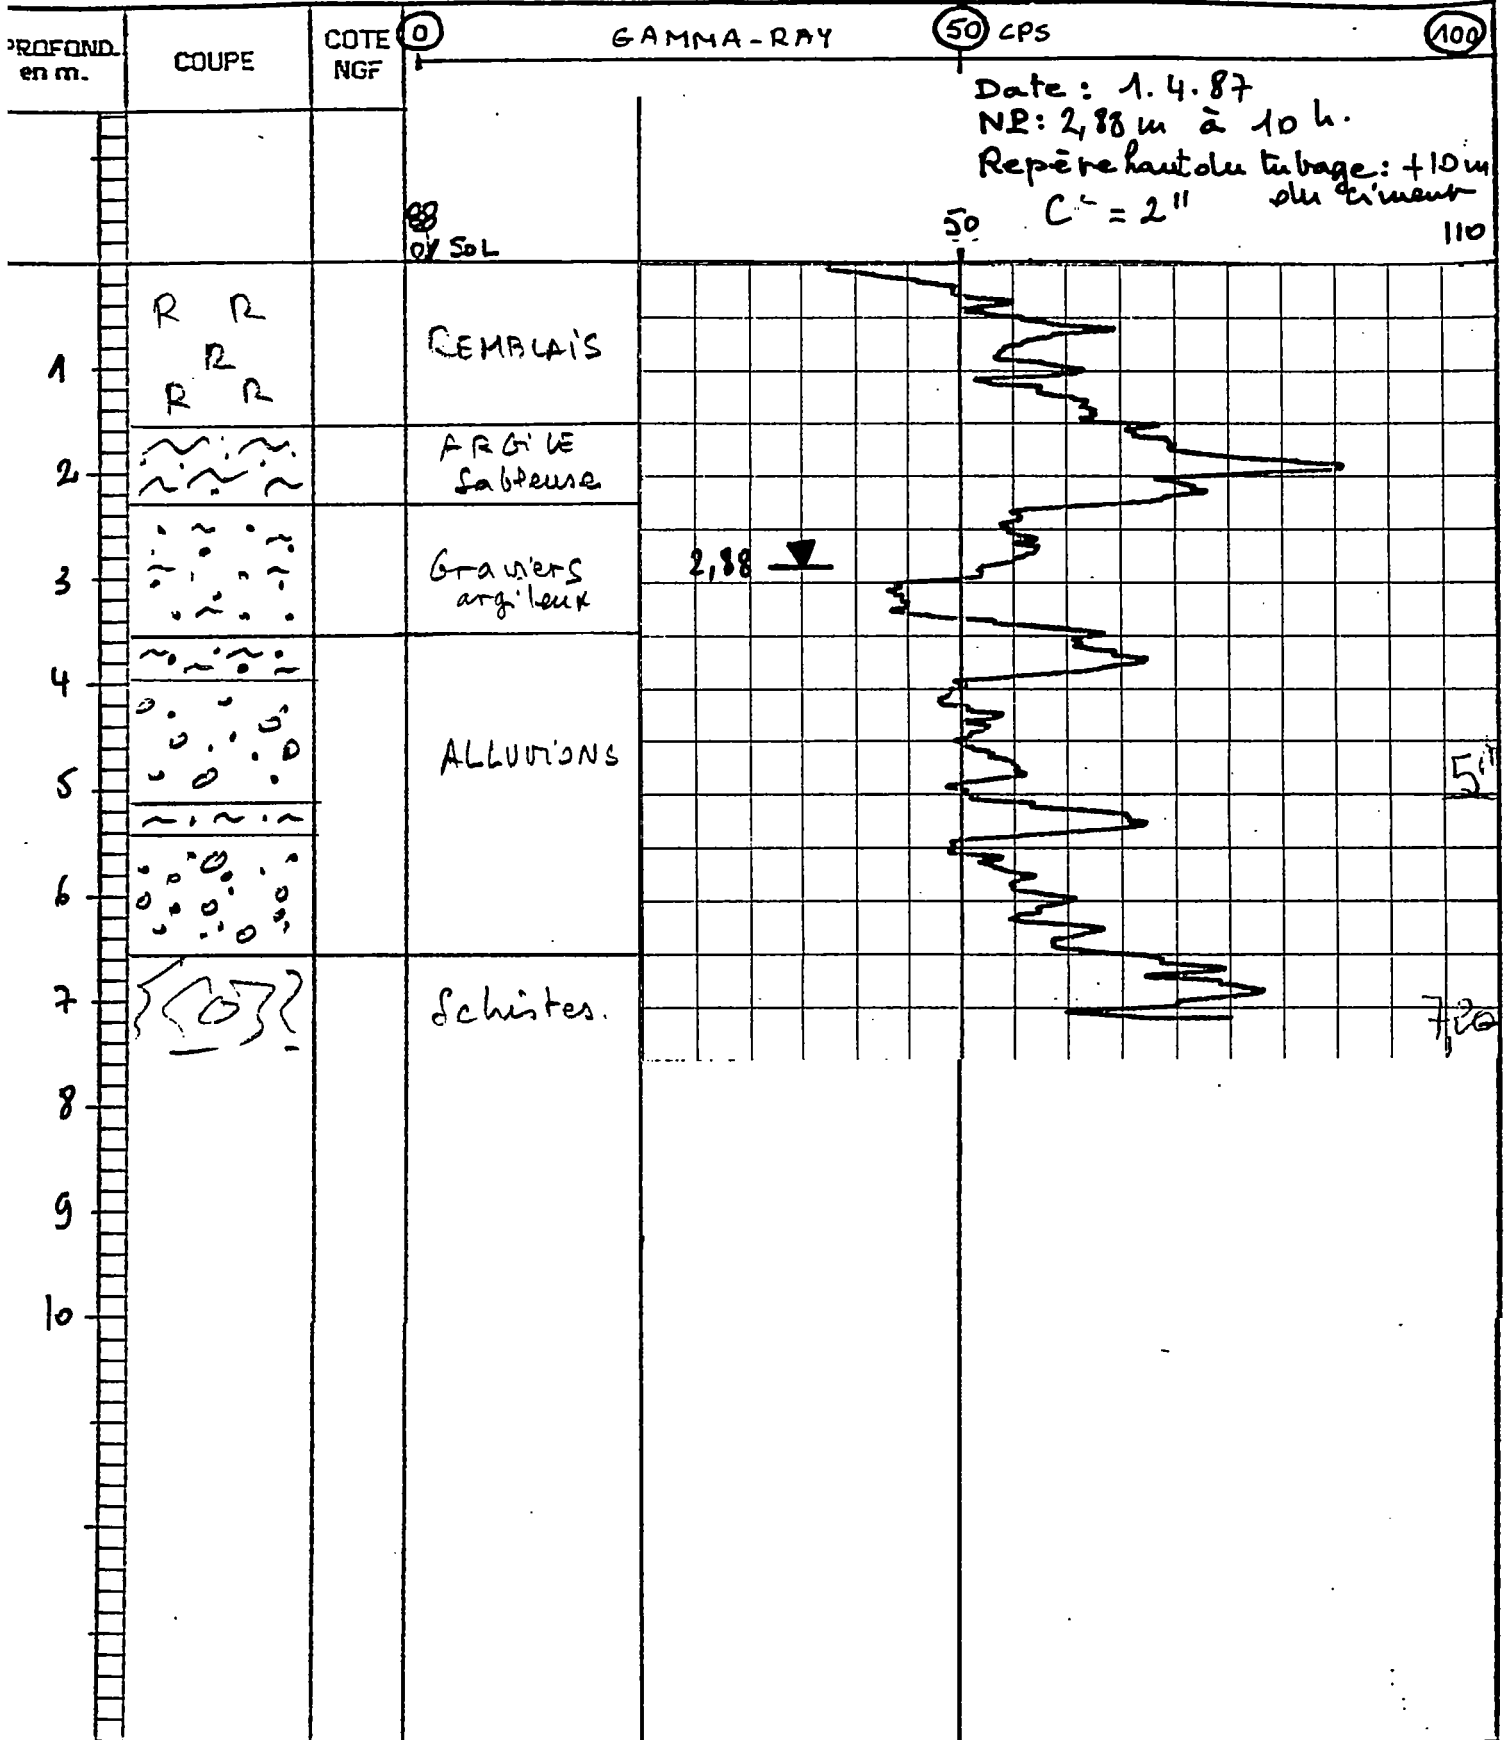 PROFOND.
en m.
COUPE
COTE
NGF
0
GAMMA-RAY
50 CPS
100
Date : 1.4.87
NP: 2,88 m à 10 h.
Repère haut du tubage: +10 m
du ciment
= 2"
50
110
SOL
R R
R
R R
REMBLAIS
1
ARGILE
Sableuse
2
Graviers
argileux
2,88
3
4
ALLUVIONS
5
6
Schistes.
7
7,20
8
9
10